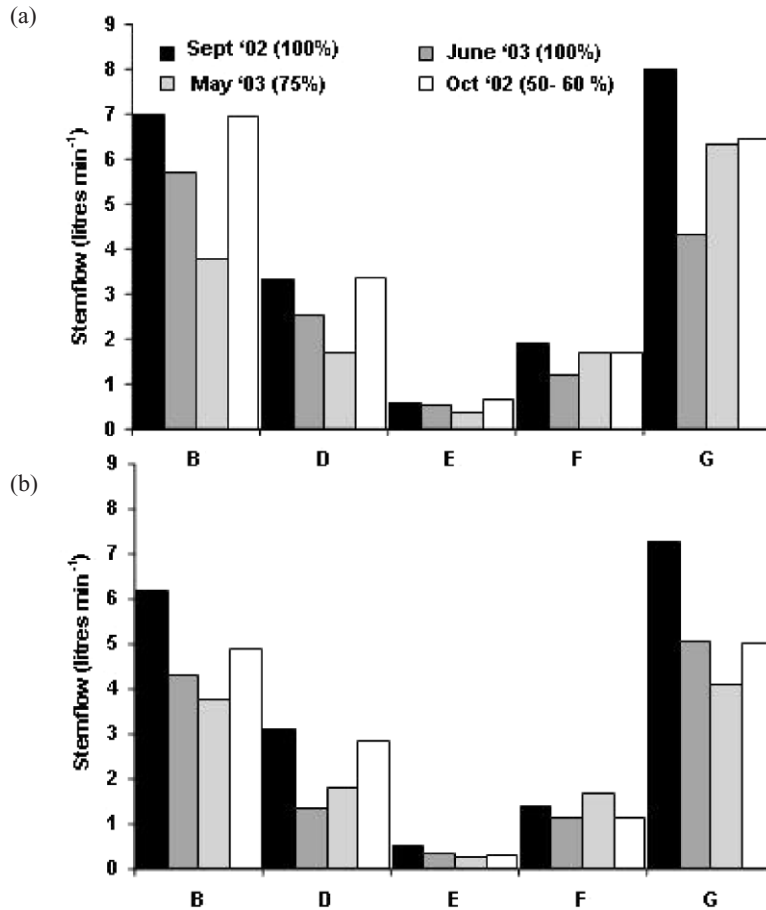 (a)
9
8
7
6
5
4
3
2
1
0
Stemflow (litres min⁻¹)
Sept ‘02 (100%)
June ‘03 (100%)
May ‘03 (75%)
Oct ‘02 (50- 60 %)
B D E F G
(b)
9
8
7
6
5
4
3
2
1
0
Stemflow (litres min⁻¹)
B D E F G